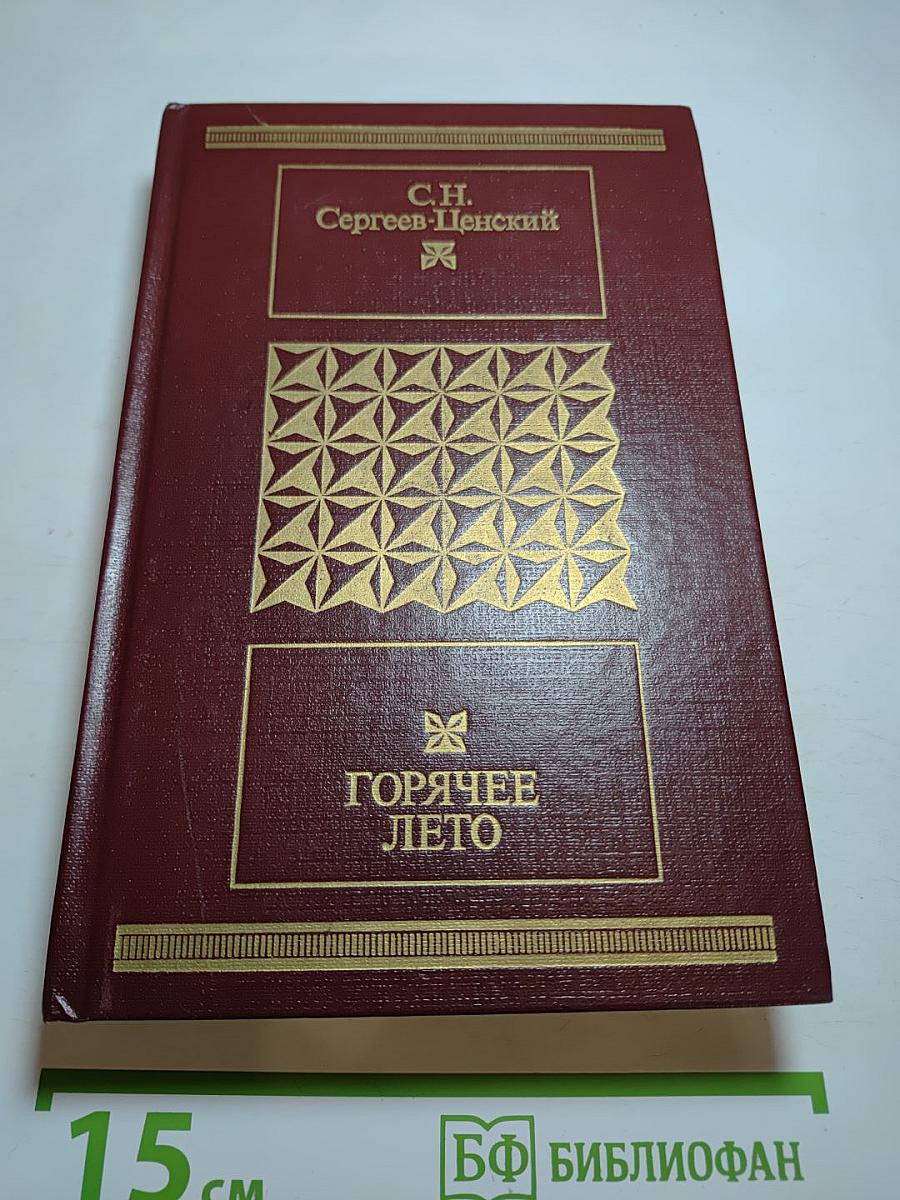 С.Н.
Сергеев-Ценский
ГОРЯЧЕЕ
ЛЕТО
15 см
БФ БИБЛИОФАН